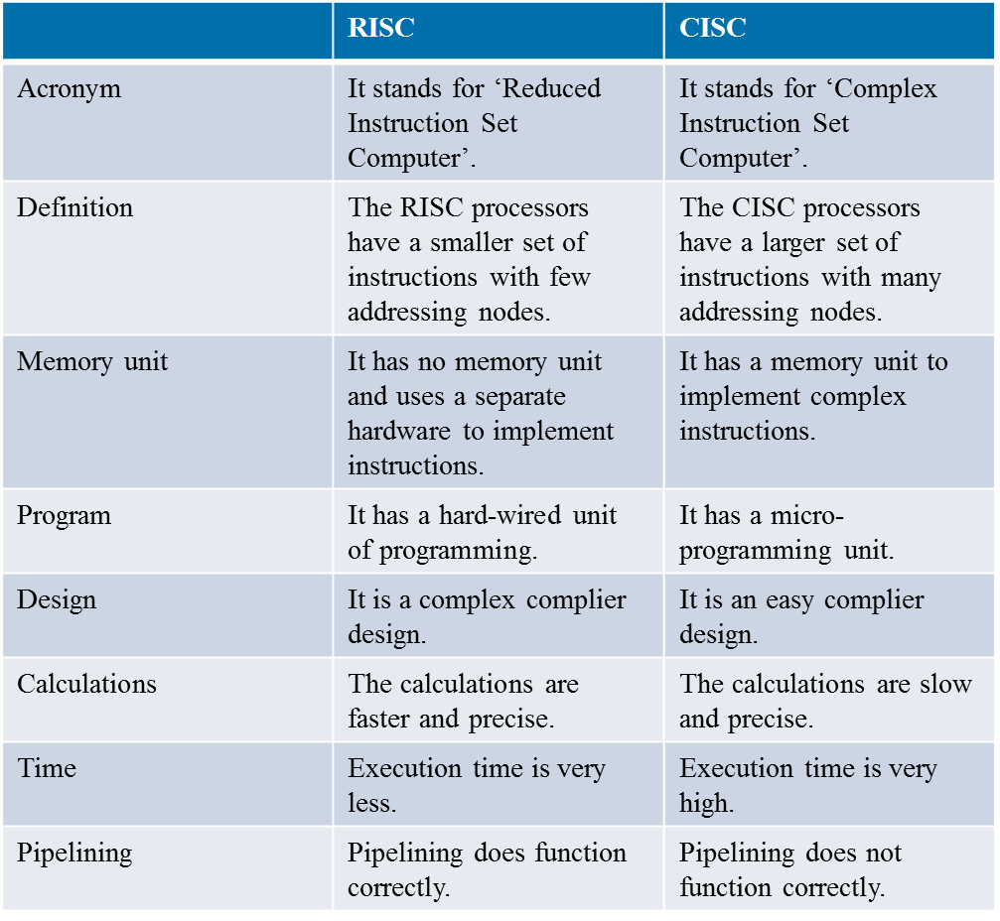 RISC
CISC
Acronym
It stands for ‘Reduced
Instruction Set
Computer’.
It stands for ‘Complex
Instruction Set
Computer’.
Definition
The RISC processors
have a smaller set of
instructions with few
addressing nodes.
The CISC processors
have a larger set of
instructions with many
addressing nodes.
Memory unit
It has no memory unit
and uses a separate
hardware to implement
instructions.
It has a memory unit to
implement complex
instructions.
Program
It has a hard-wired unit
of programming.
It has a micro-
programming unit.
Design
It is a complex complier
design.
It is an easy complier
design.
Calculations
The calculations are
faster and precise.
The calculations are slow
and precise.
Time
Execution time is very
less.
Execution time is very
high.
Pipelining
Pipelining does function
correctly.
Pipelining does not
function correctly.